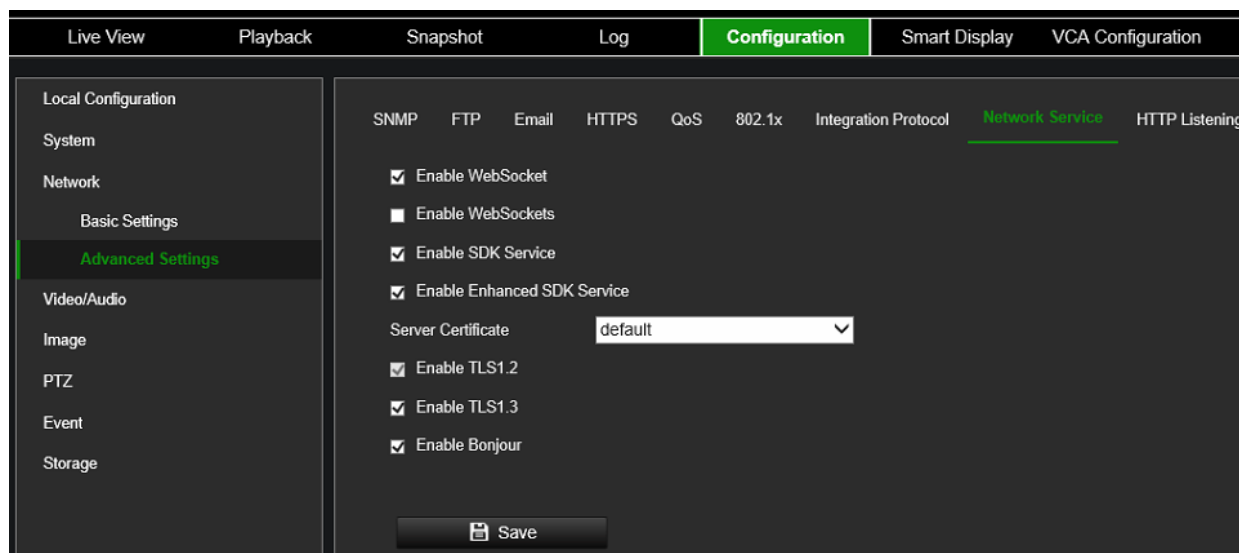 Live View Playback Snapshot Log Configuration Smart Display VCA Configuration
Local Configuration
System
Network
Basic Settings
Advanced Settings
Video/Audio
Image
PTZ
Event
Storage
SNMP FTP Email HTTPS QoS 802.1x Integration Protocol Network Service HTTP Listening
Enable WebSocket
Enable WebSockets
Enable SDK Service
Enable Enhanced SDK Service
Server Certificate default
Enable TLS1.2
Enable TLS1.3
Enable Bonjour
Save